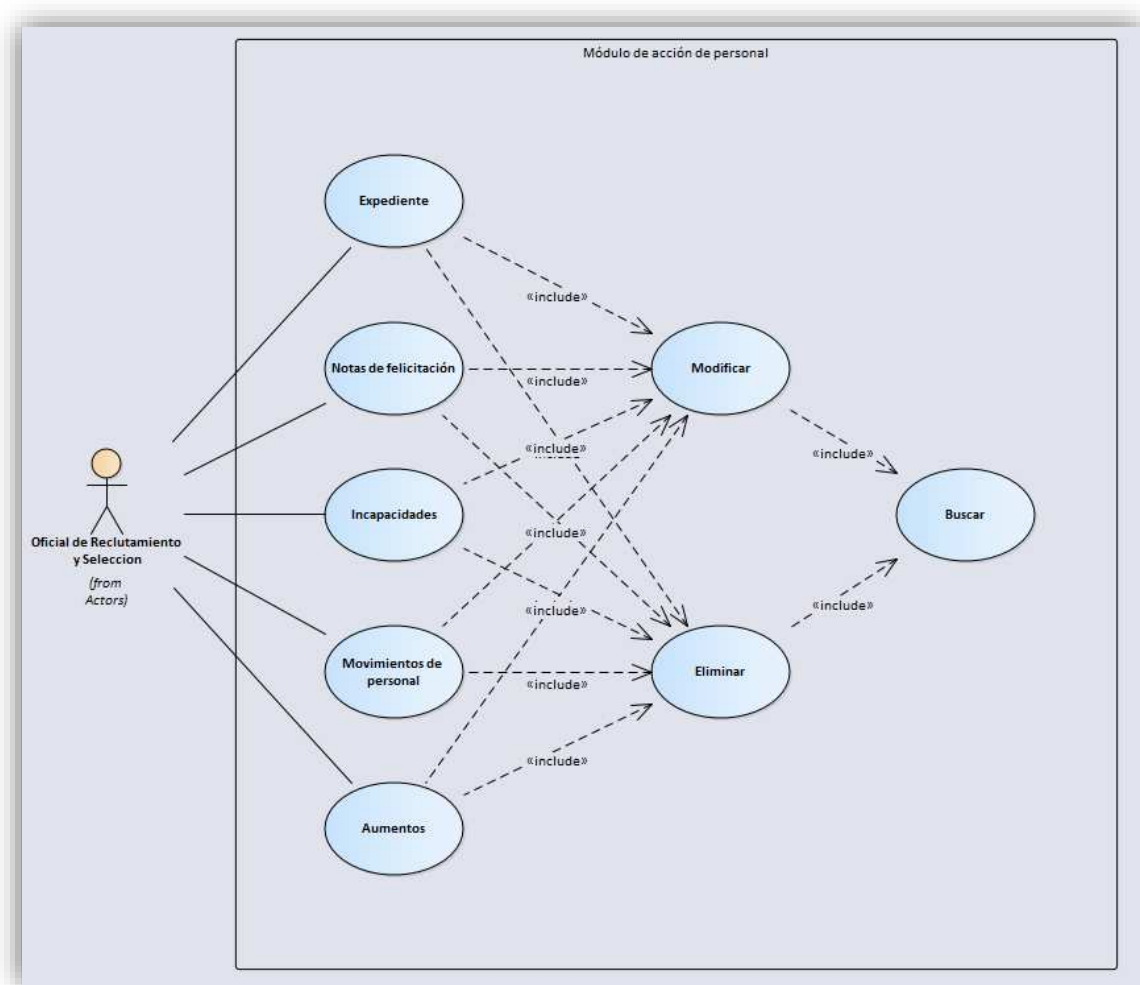 Módulo de acción de personal
Expediente
«include»
Notas de felicitación
«include»
Modificar
«include»
«include»
Incapacidades
Buscar
«include»
Oficial de Reclutamiento
y Seleccion
(from
Actors)
«include»
«include»
Movimientos de
personal
«include»
Eliminar
«include»
Aumentos